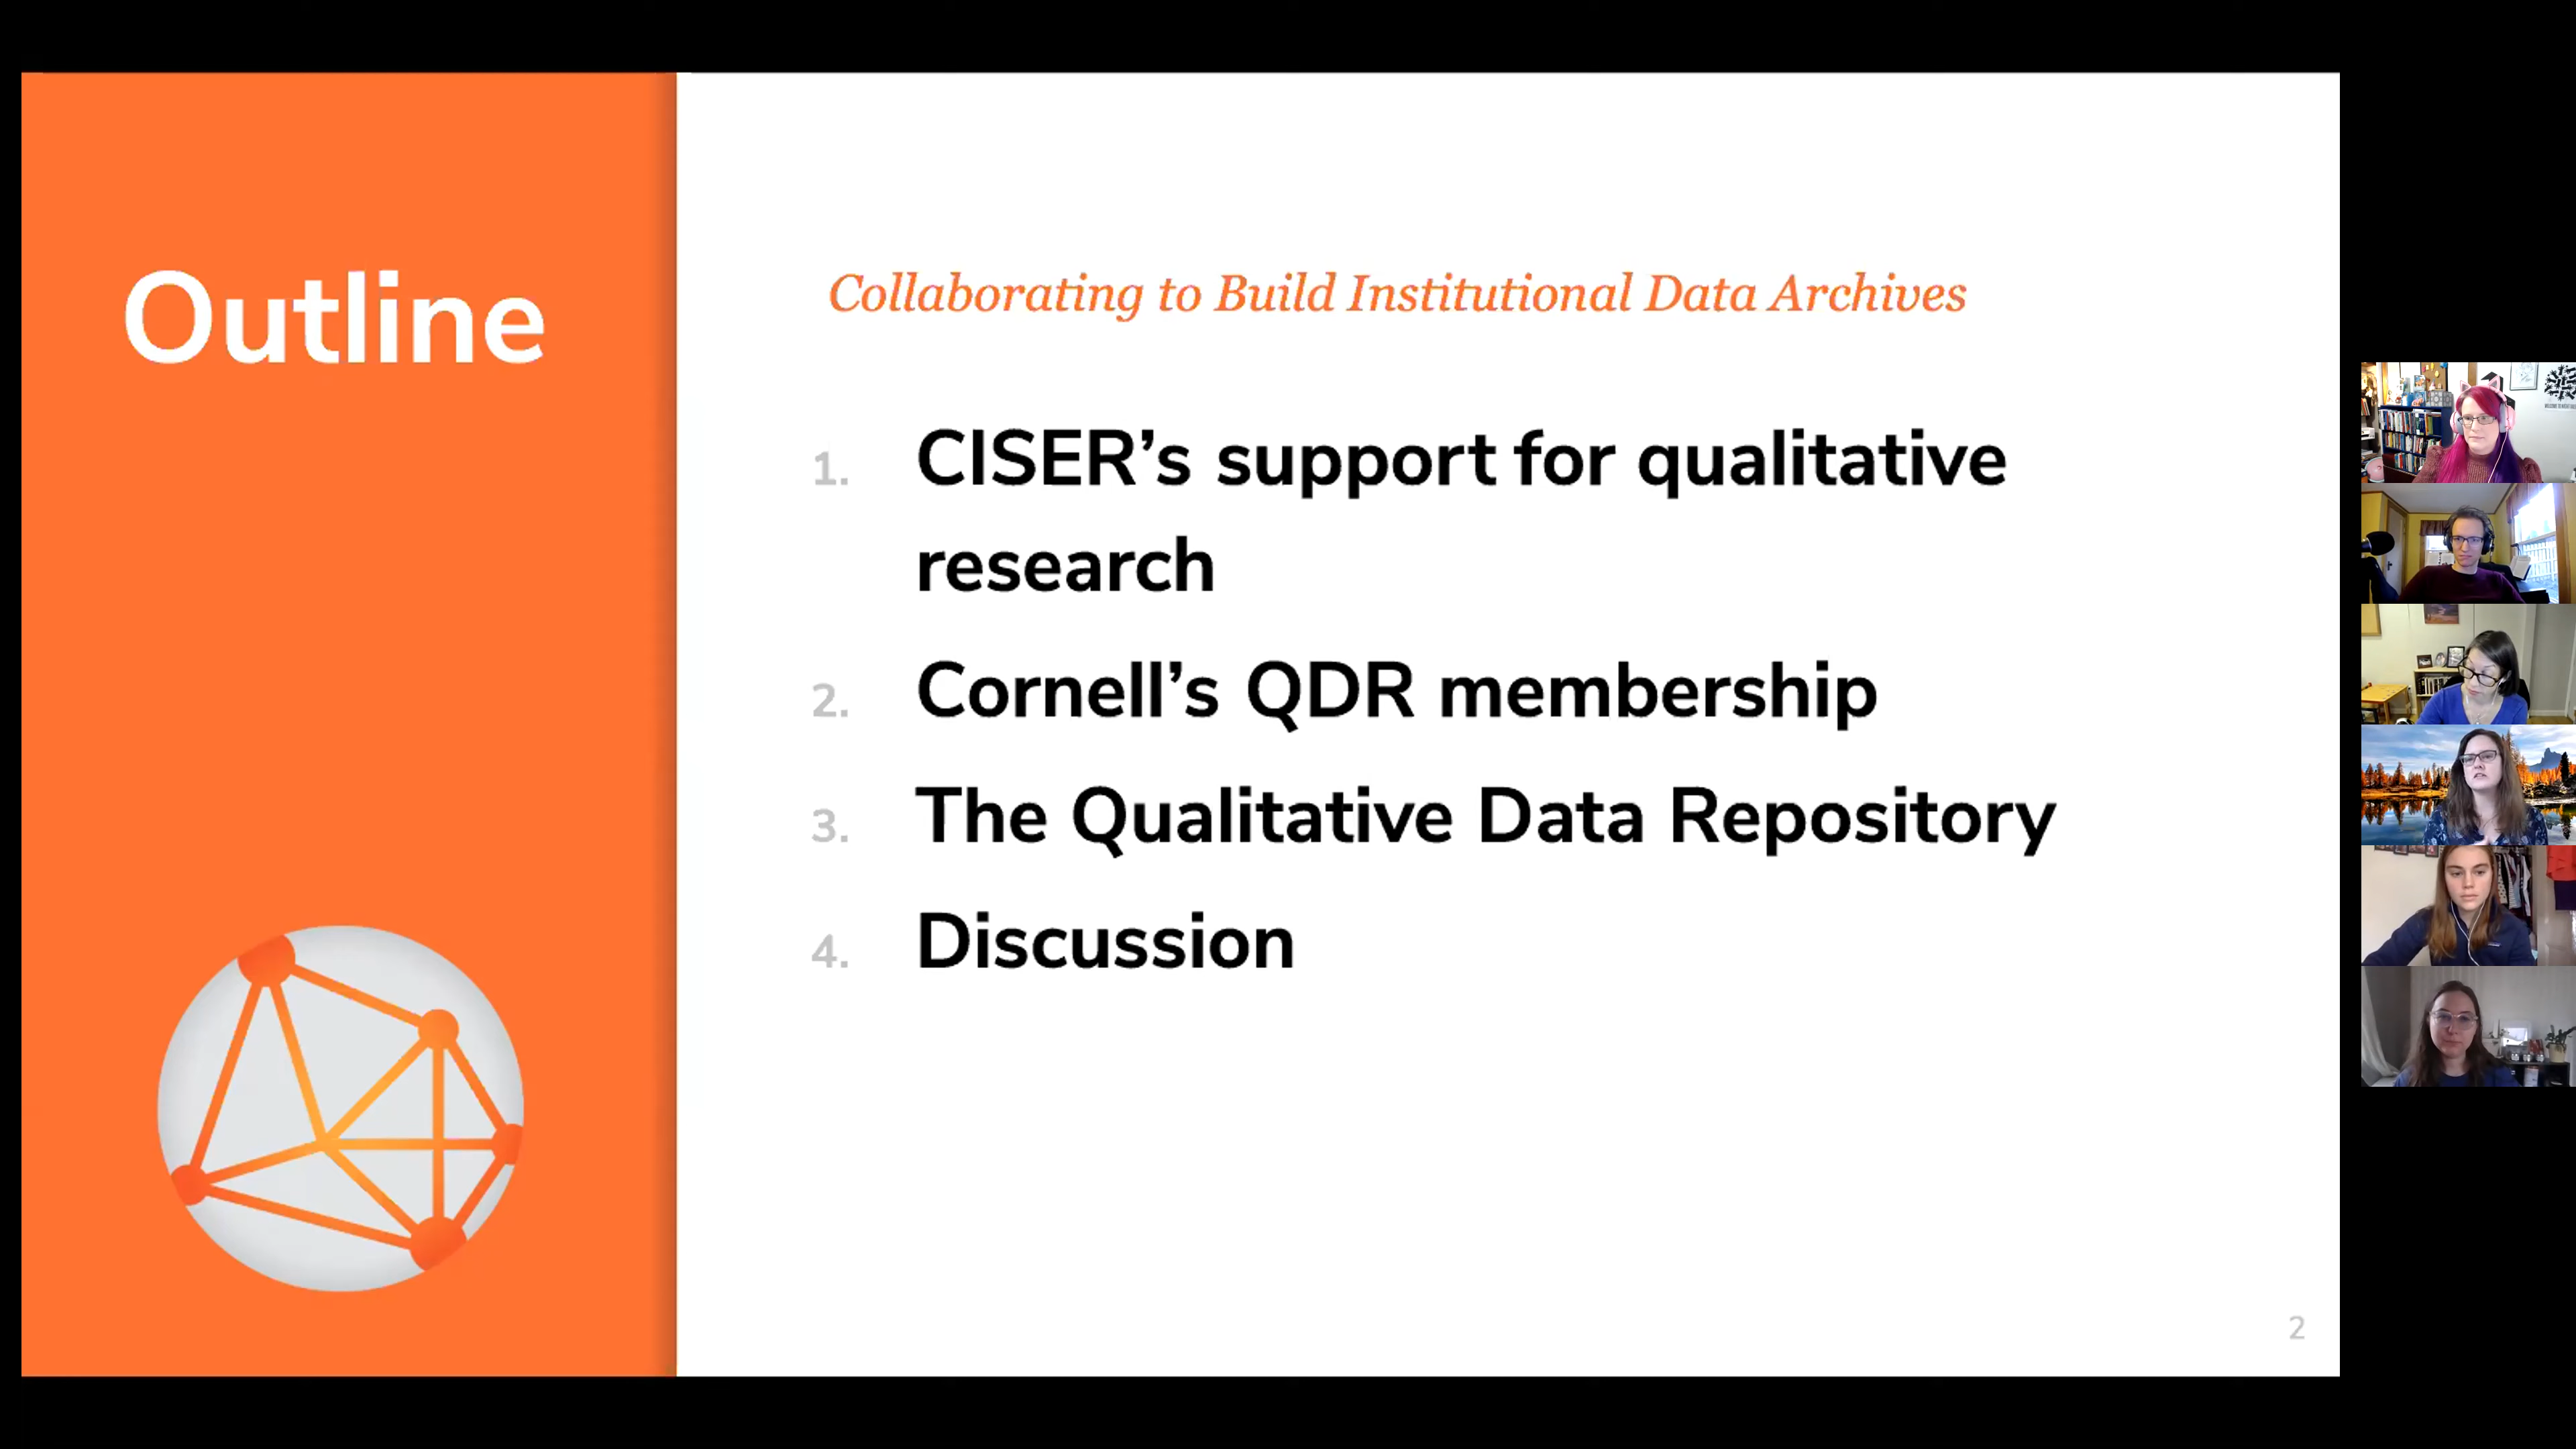 Outline
Collaborating to Build Institutional Data Archives
1. CISER’s support for qualitative
research
2. Cornell’s QDR membership
3. The Qualitative Data Repository
4. Discussion
2